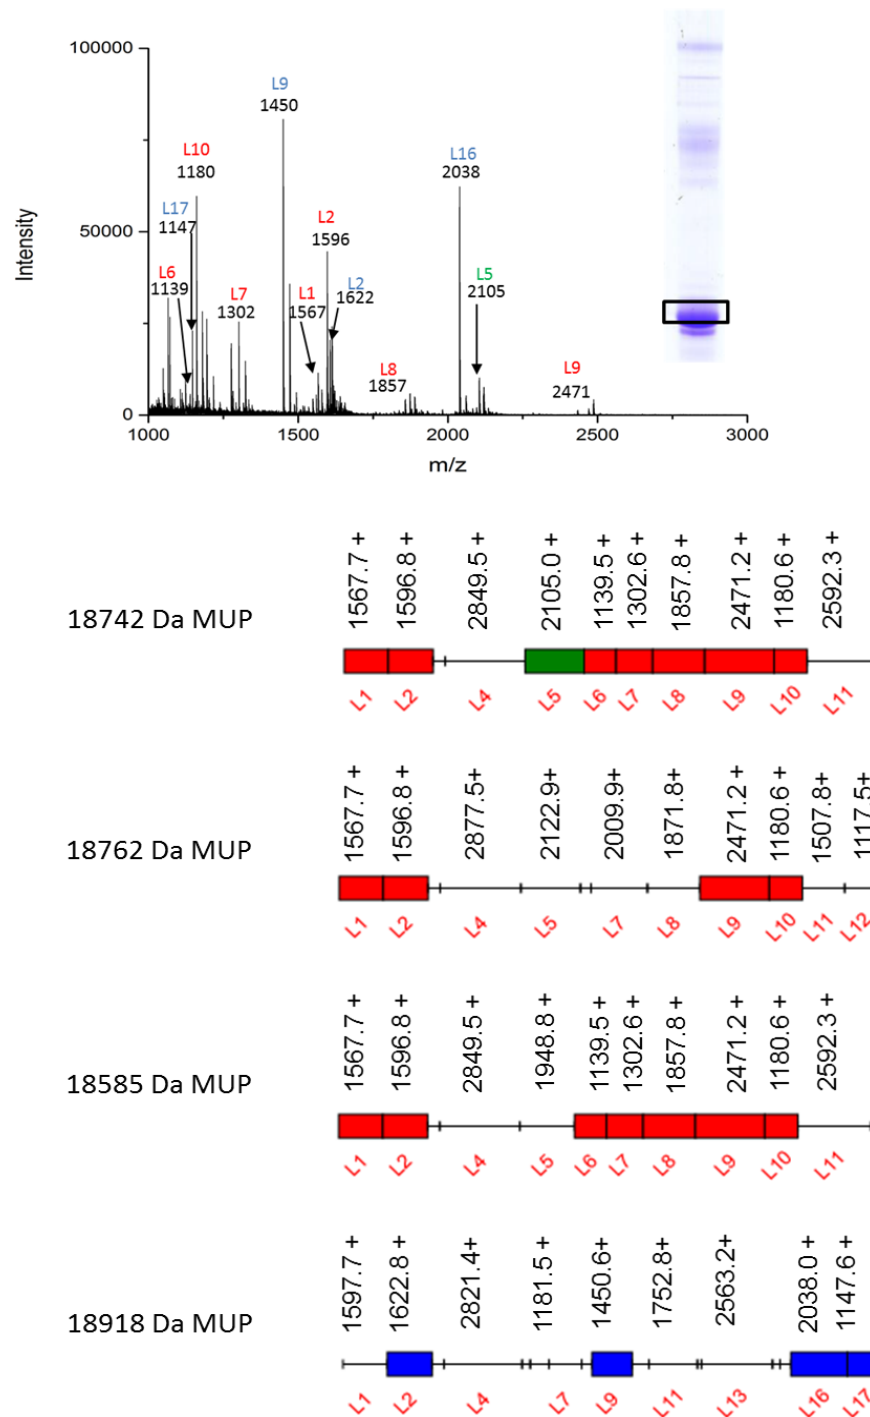 100000
50000
0
Intensity
L9
1450
L10
1180
L17
1147
L6
1139
L7
1302
L2
1596
L1
1567
L2
1622
L8
1857
L16
2038
L5
2105
L9
2471
1000 1500 2000 2500 3000
m/z
18742 Da MUP
1567.7 + 1596.8 + 2849.5 + 2105.0 + 1139.5 + 1302.6 + 1857.8 + 2471.2 + 1180.6 + 2592.3 +
L1 L2 L4 L5 L6 L7 L8 L9 L10 L11
18762 Da MUP
1567.7 + 1596.8 + 2877.5+ 2122.9+ 2009.9+ 1871.8+ 2471.2 + 1180.6 + 1507.8+ 1117.5+
L1 L2 L4 L5 L7 L8 L9 L10 L11 L12
18585 Da MUP
1567.7 + 1596.8 + 2849.5 + 1948.8 + 1139.5 + 1302.6 + 1857.8 + 2471.2 + 1180.6 + 2592.3 +
L1 L2 L4 L5 L6 L7 L8 L9 L10 L11
18918 Da MUP
1597.7 + 1622.8 + 2821.4+ 1181.5 + 1450.6+ 1752.8+ 2563.2+ 2038.0 + 1147.6 +
L1 L2 L4 L7 L9 L11 L13 L16 L17